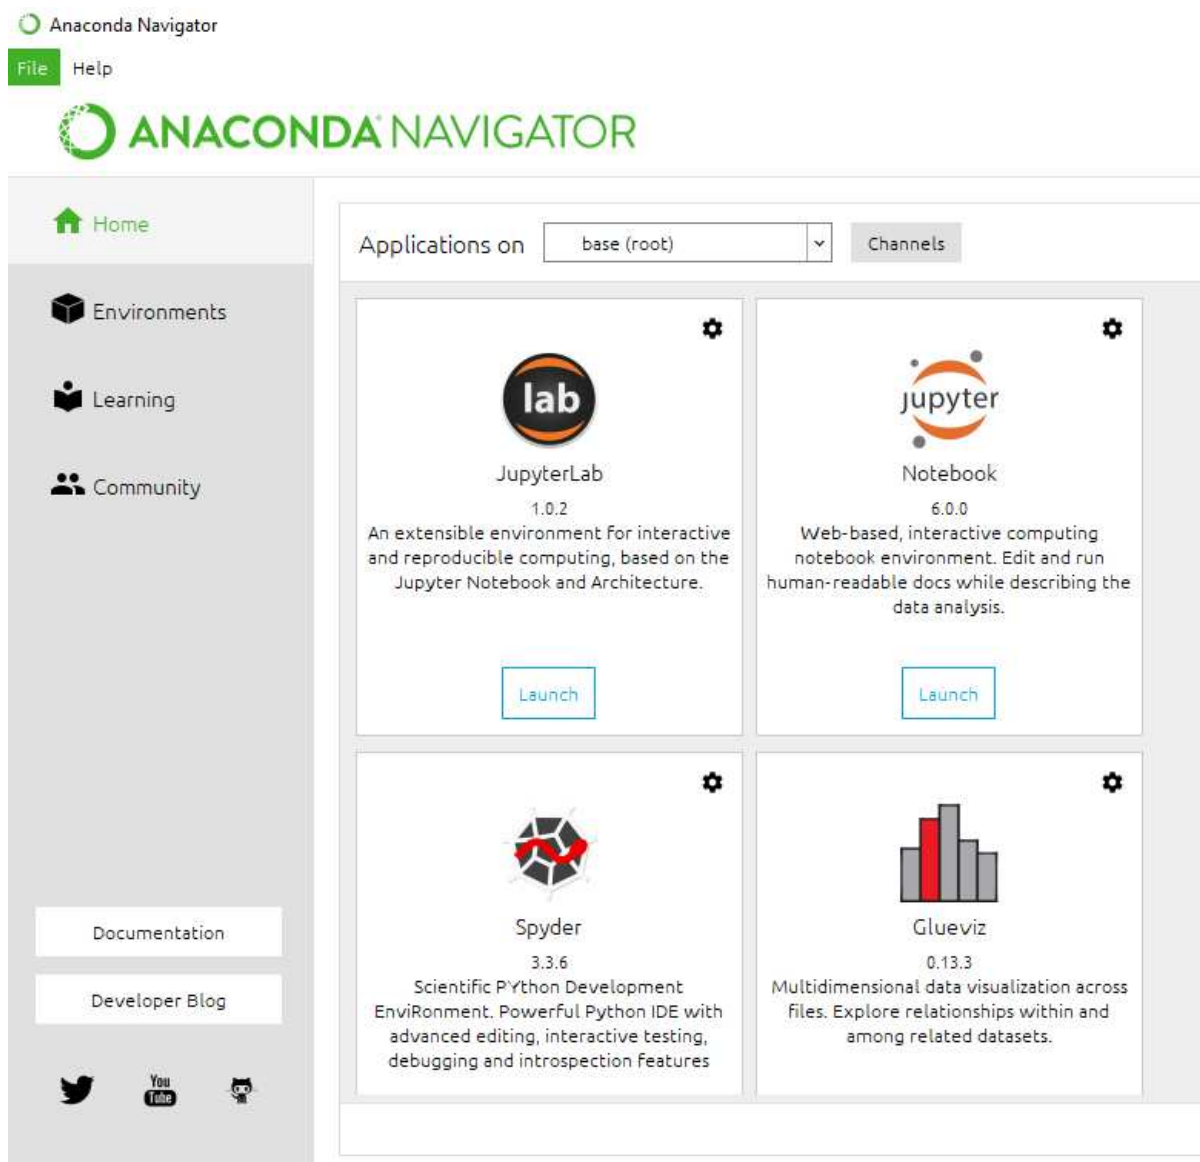 Anaconda Navigator
File Help
ANACONDA NAVIGATOR
Home
Environments
Learning
Community
Documentation
Developer Blog
You
Tube
Applications on base (root) Channels
lab
JupyterLab
1.0.2
An extensible environment for interactive
and reproducible computing, based on the
Jupyter Notebook and Architecture.
Launch
jupyter
Notebook
6.0.0
Web-based, interactive computing
notebook environment. Edit and run
human-readable docs while describing the
data analysis.
Launch
Spyder
3.3.6
Scientific PYthon Development
EnviRonment. Powerful Python IDE with
advanced editing, interactive testing,
debugging and introspection features
Glueviz
0.13.3
Multidimensional data visualization across
files. Explore relationships within and
among related datasets.